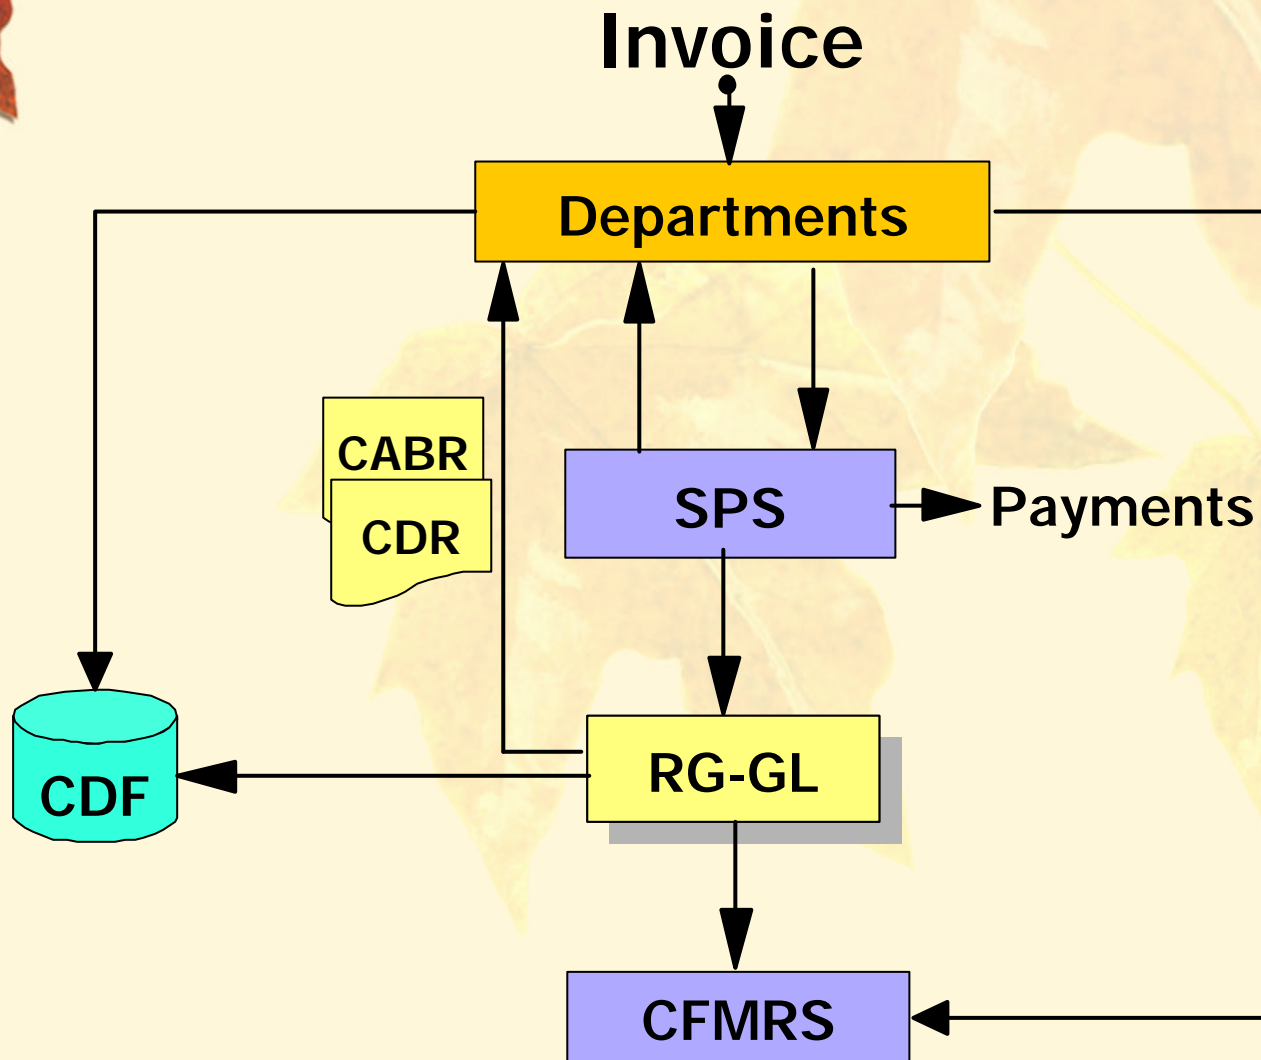 Invoice
Departments
CABR
CDR
SPS
Payments
RG-GL
CDF
CFMRS